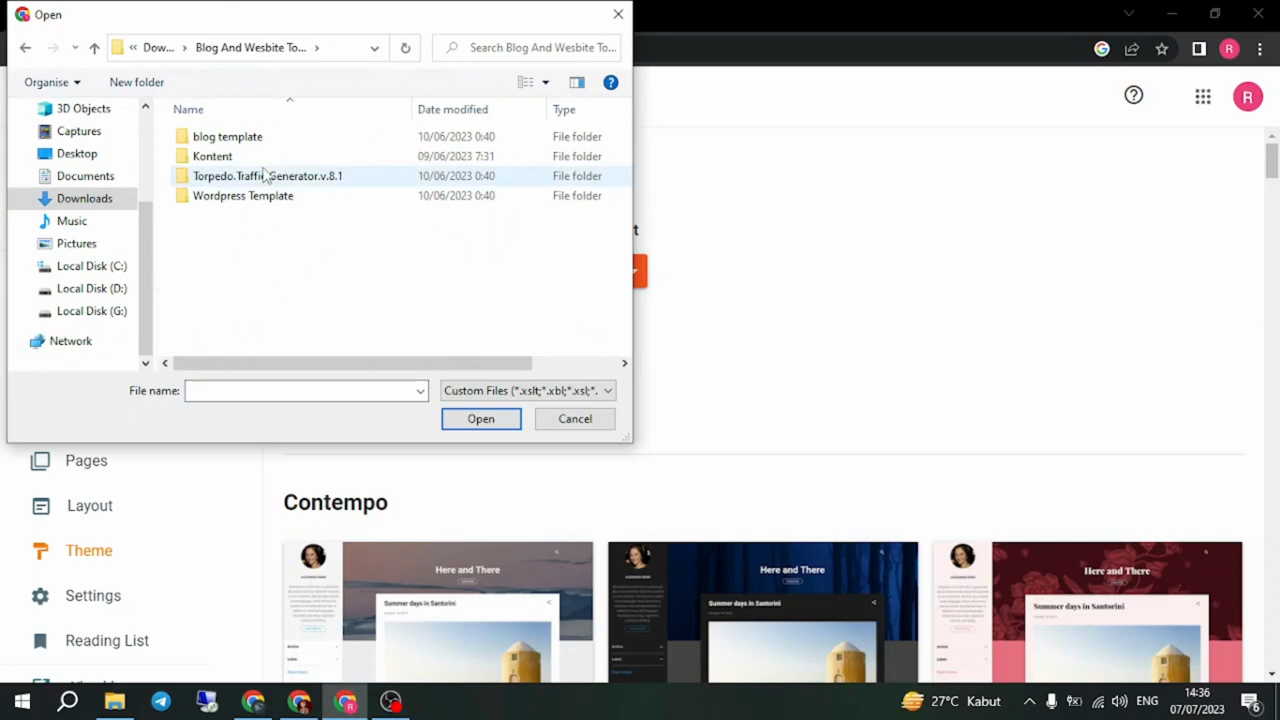 Open
« Dow... > Blog And Wesbite To... >
Search Blog And Wesbite To...
Organise
New folder
Name
Date modified
Type
3D Objects
Captures
Desktop
Documents
Downloads
Music
Pictures
Local Disk (C:)
Local Disk (D:)
Local Disk (G:)
Network
blog template 10/06/2023 0:40 File folder
Kontent 09/06/2023 7:31 File folder
Torpedo.Traffic.Generator.v.8.1 10/06/2023 0:40 File folder
Wordpress Template 10/06/2023 0:40 File folder
File name:
Custom Files (*.xslt;*.xbl;*.xsl;*.
Open
Cancel
R
R
t
Pages
Layout
Theme
Settings
Reading List
Contempo
Here and There
Summer days in Santorini
Here and There
Summer days in Santorini
Here and There
Summer days in Santorini
27°C Kabut
ENG
14:36
07/07/2023
6